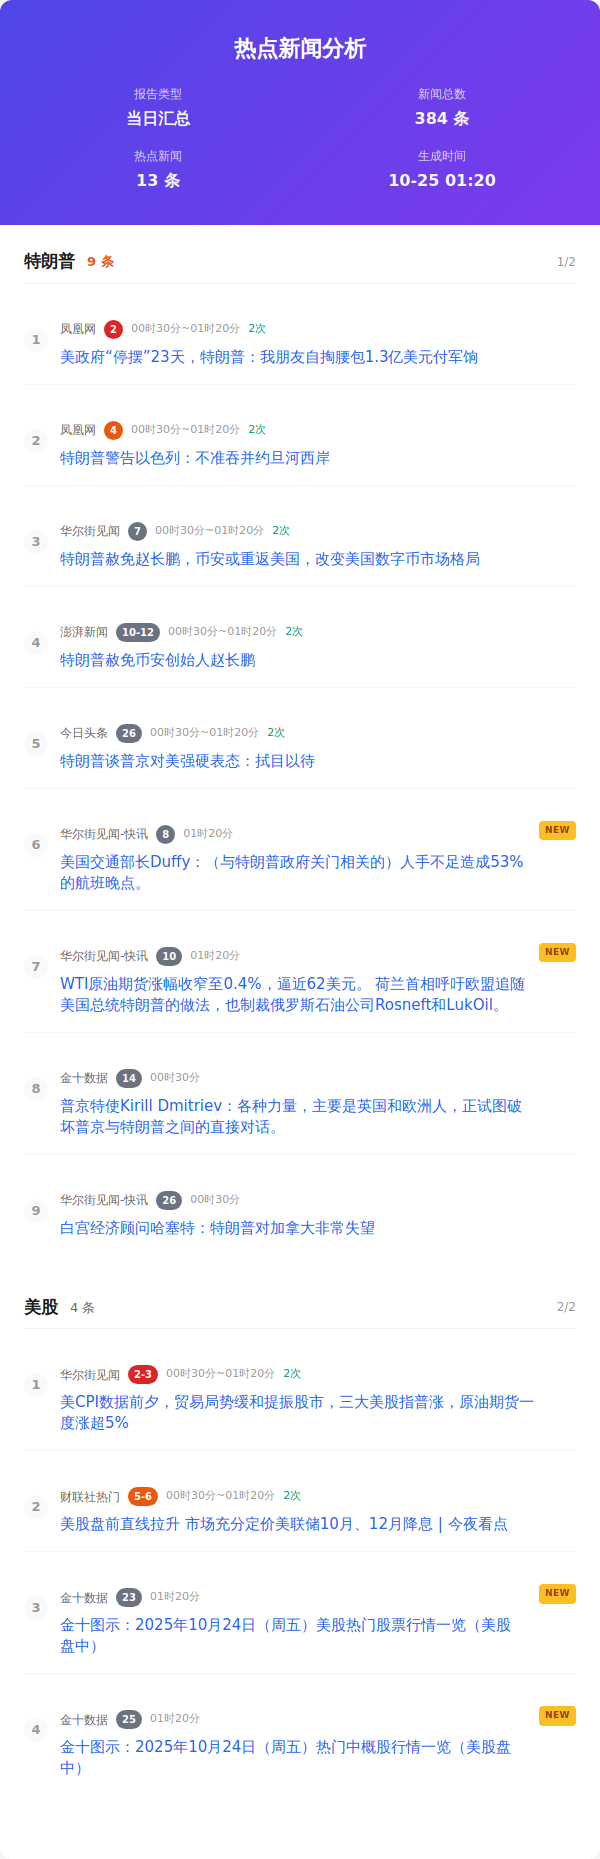 热点新闻分析
报告类型
新闻总数
当日汇总
384 条
热点新闻
生成时间
13 条
10-25 01:20
特朗普 9 条 1/2
1 凤凰网 2 00时30分~01时20分 2次
美政府“停摆”23天，特朗普：我朋友自掏腰包1.3亿美元付军饷
2 凤凰网 4 00时30分~01时20分 2次
特朗普警告以色列：不准吞并约旦河西岸
3 华尔街见闻 7 00时30分~01时20分 2次
特朗普赦免赵长鹏，币安或重返美国，改变美国数字币市场格局
4 澎湃新闻 10-12 00时30分~01时20分 2次
特朗普赦免币安创始人赵长鹏
5 今日头条 26 00时30分~01时20分 2次
特朗普谈普京对美强硬表态：拭目以待
6 华尔街见闻-快讯 8 01时20分 NEW
美国交通部长Duffy：（与特朗普政府关门相关的）人手不足造成53%
的航班晚点。
7 华尔街见闻-快讯 10 01时20分 NEW
WTI原油期货涨幅收窄至0.4%，逼近62美元。 荷兰首相呼吁欧盟追随
美国总统特朗普的做法，也制裁俄罗斯石油公司Rosneft和LukOil。
8 金十数据 14 00时30分
普京特使Kirill Dmitriev：各种力量，主要是英国和欧洲人，正试图破
坏普京与特朗普之间的直接对话。
9 华尔街见闻-快讯 26 00时30分
白宫经济顾问哈塞特：特朗普对加拿大非常失望
美股 4 条 2/2
1 华尔街见闻 2-3 00时30分~01时20分 2次
美CPI数据前夕，贸易局势缓和提振股市，三大美股指普涨，原油期货一
度涨超5%
2 财联社热门 5-6 00时30分~01时20分 2次
美股盘前直线拉升 市场充分定价美联储10月、12月降息 | 今夜看点
3 金十数据 23 01时20分 NEW
金十图示：2025年10月24日（周五）美股热门股票行情一览（美股
盘中）
4 金十数据 25 01时20分 NEW
金十图示：2025年10月24日（周五）热门中概股行情一览（美股盘
中）